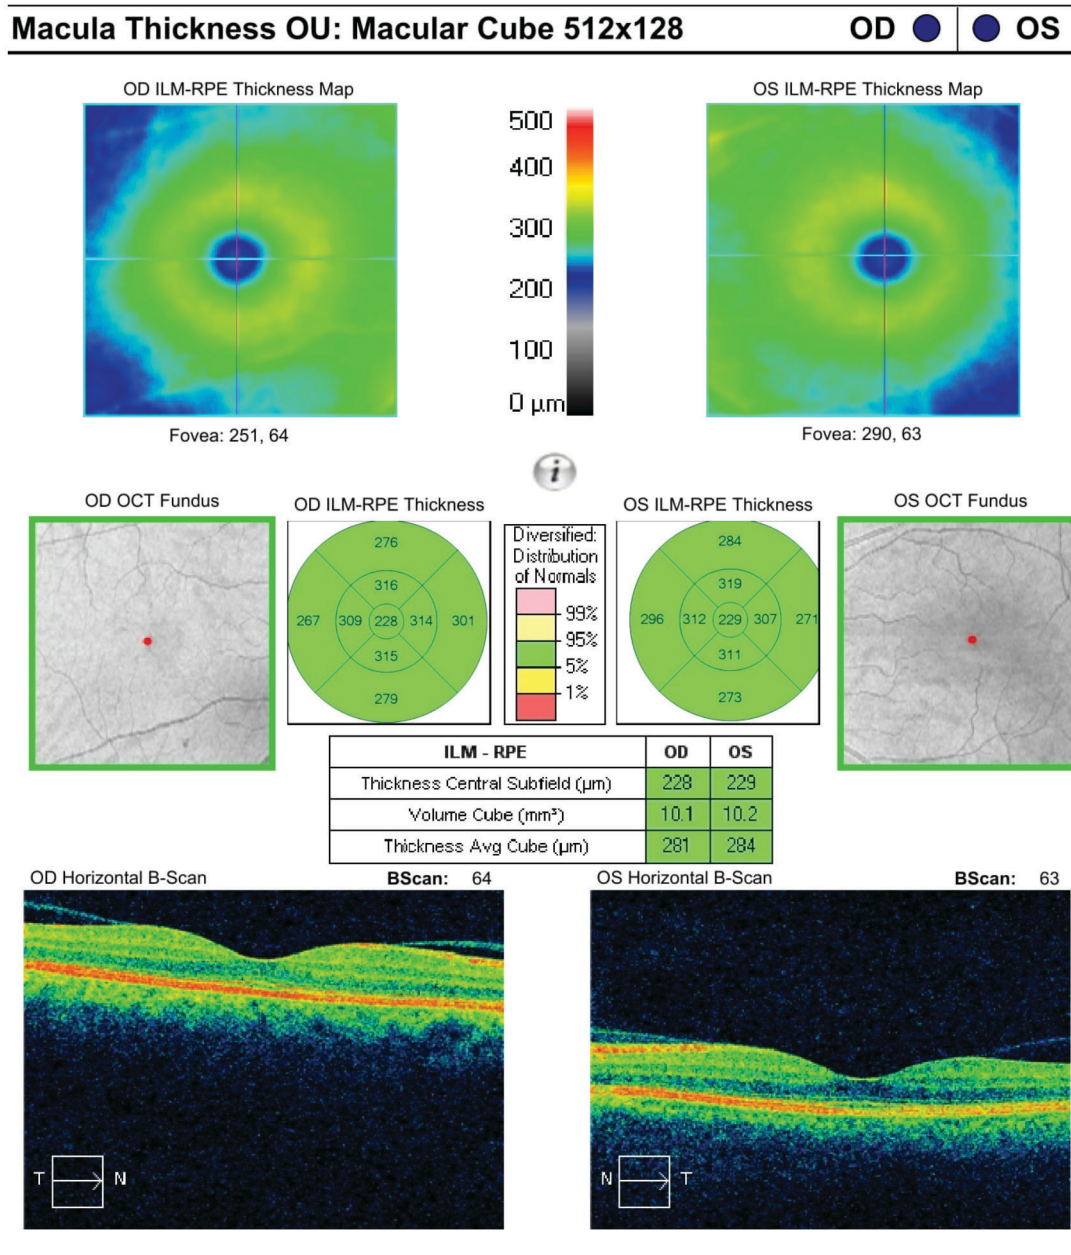 Macula Thickness OU: Macular Cube 512x128 OD OS
OD ILM-RPE Thickness Map
OS ILM-RPE Thickness Map
500
400
300
200
100
0 µm
Fovea: 251, 64
Fovea: 290, 63
i
OD OCT Fundus
OD ILM-RPE Thickness
OS ILM-RPE Thickness
OS OCT Fundus
276
316
267 309 228 314 301
315
279
Diversified:
Distribution
of Normals
99%
95%
5%
1%
284
319
296 312 229 307 271
311
273
ILM - RPE OD OS
Thickness Central Subfield (µm) 228 229
Volume Cube (mm³) 10.1 10.2
Thickness Avg Cube (µm) 281 284
OD Horizontal B-Scan BScan: 64
OS Horizontal B-Scan BScan: 63
T N
N T